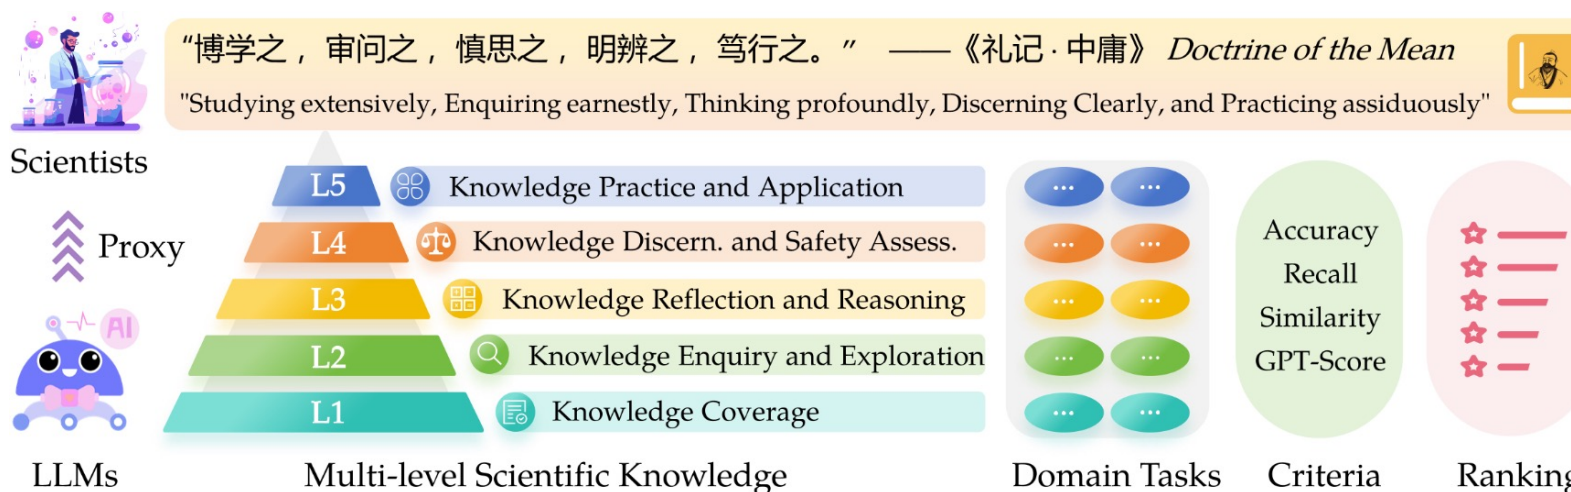 “博学之，审问之，慎思之，明辨之，笃行之。” ——《礼记·中庸》 Doctrine of the Mean
"Studying extensively, Enquiring earnestly, Thinking profoundly, Discerning Clearly, and Practicing assiduously"
Scientists
Proxy
AI
LLMs
L5 Knowledge Practice and Application
L4 Knowledge Discern. and Safety Assess.
L3 Knowledge Reflection and Reasoning
L2 Knowledge Enquiry and Exploration
L1 Knowledge Coverage
Multi-level Scientific Knowledge
... ...
... ...
... ...
... ...
... ...
Domain Tasks
Accuracy
Recall
Similarity
GPT-Score
Criteria
Ranking